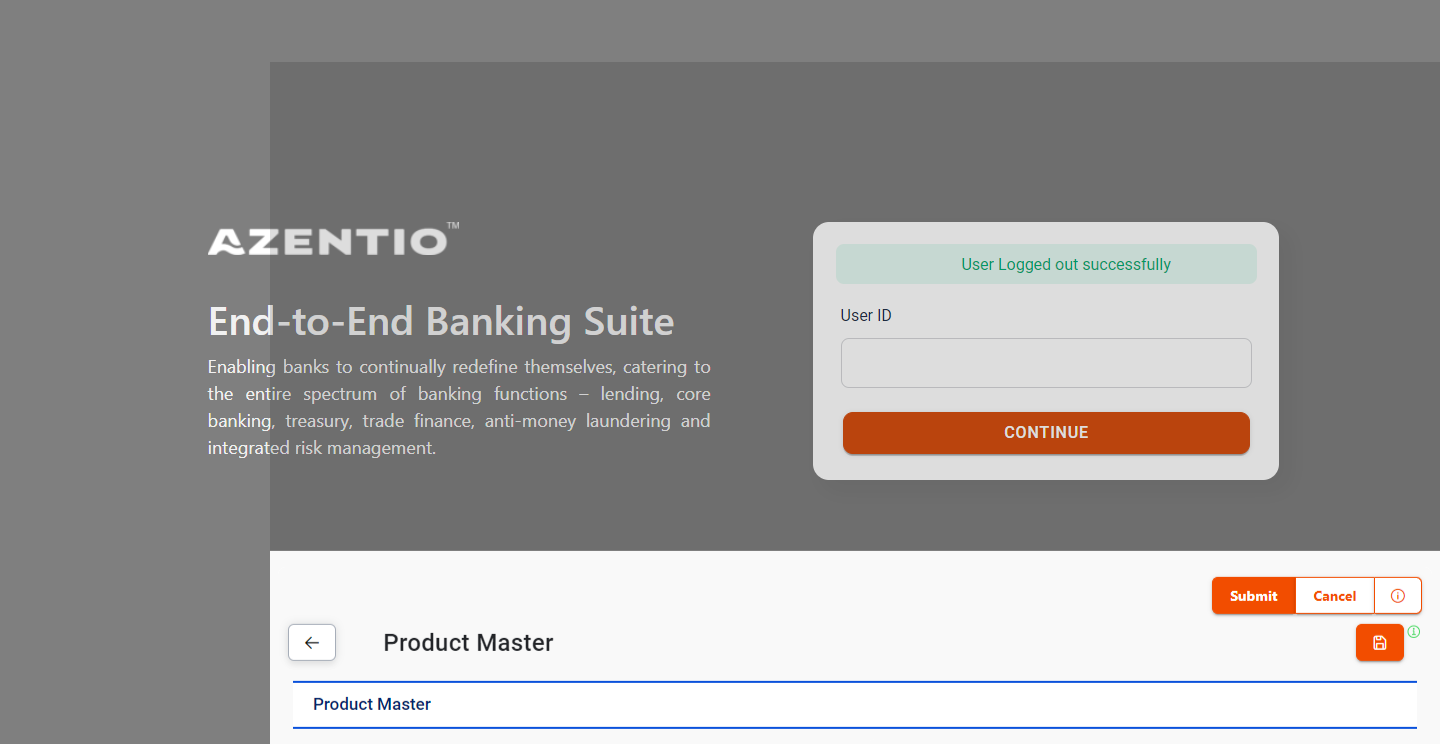 AZENTIO™
End-to-End Banking Suite
Enabling banks to continually redefine themselves, catering to
the entire spectrum of banking functions – lending, core
banking, treasury, trade finance, anti-money laundering and
integrated risk management.
User Logged out successfully
User ID
CONTINUE
Submit
Cancel
Product Master
Product Master